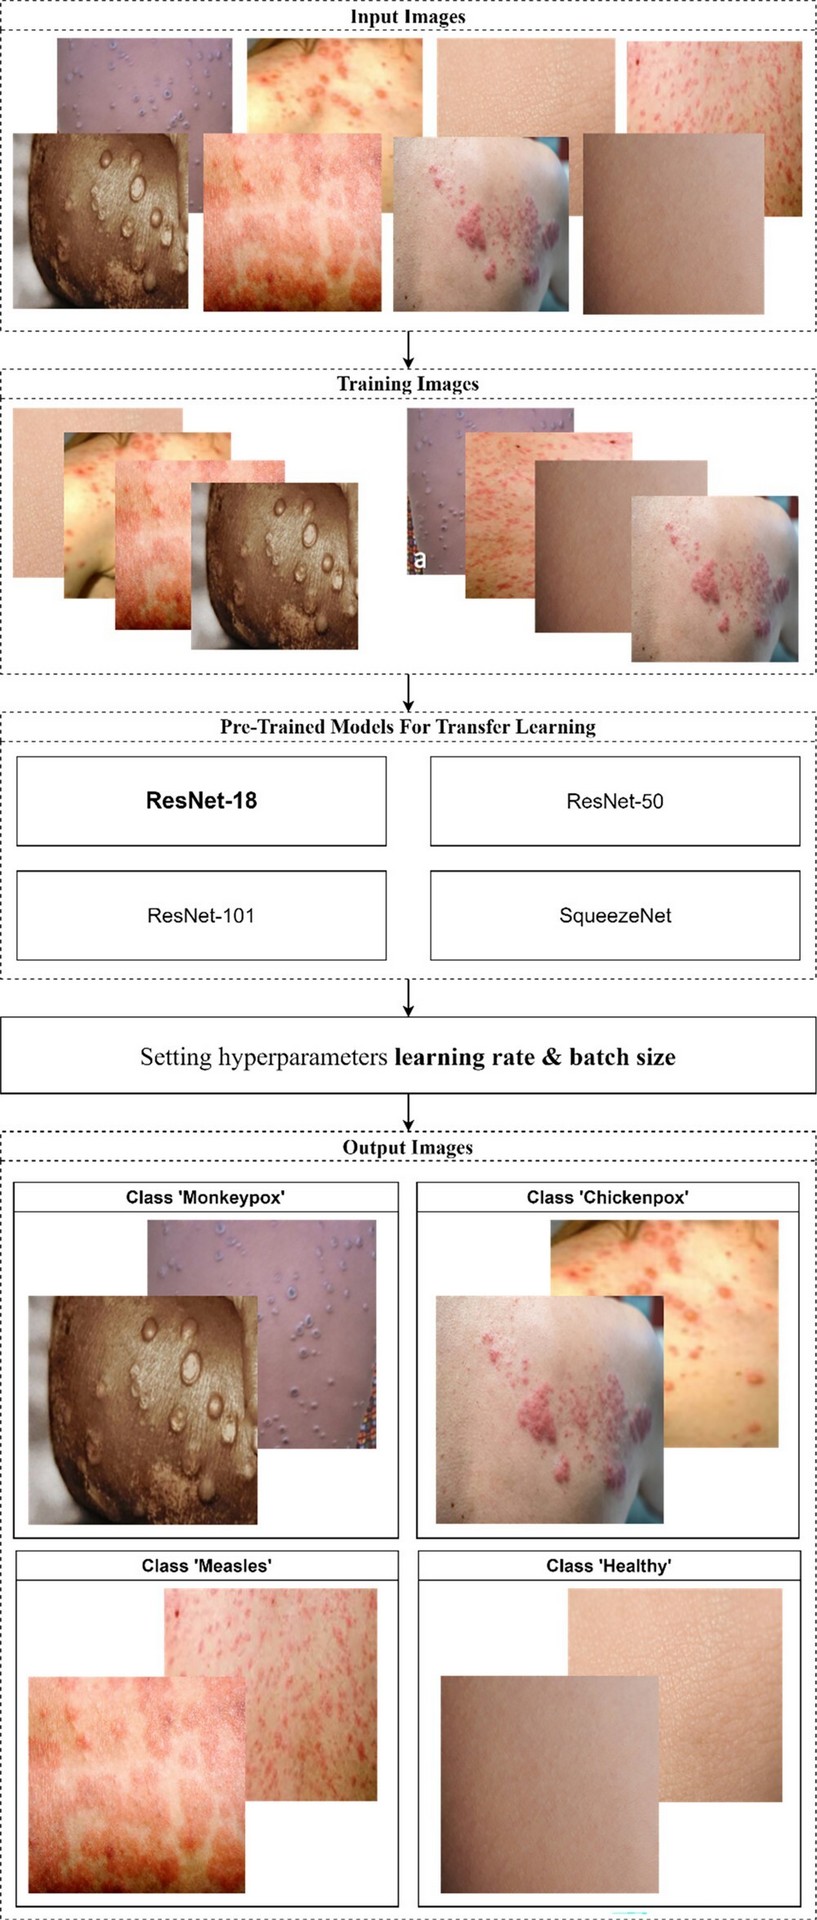 Input Images
Training Images
a
Pre-Trained Models For Transfer Learning
ResNet-18
ResNet-50
ResNet-101
SqueezeNet
Setting hyperparameters learning rate & batch size
Output Images
Class 'Monkeypox'
Class 'Chickenpox'
Class 'Measles'
Class 'Healthy'